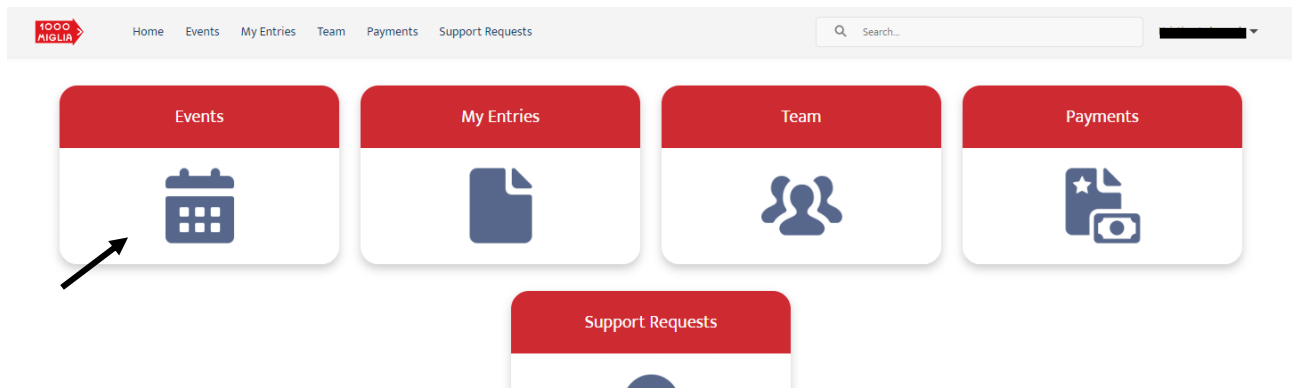 1000
MIGLIA
Home Events My Entries Team Payments Support Requests
Search...
Events
My Entries
Team
Payments
Support Requests